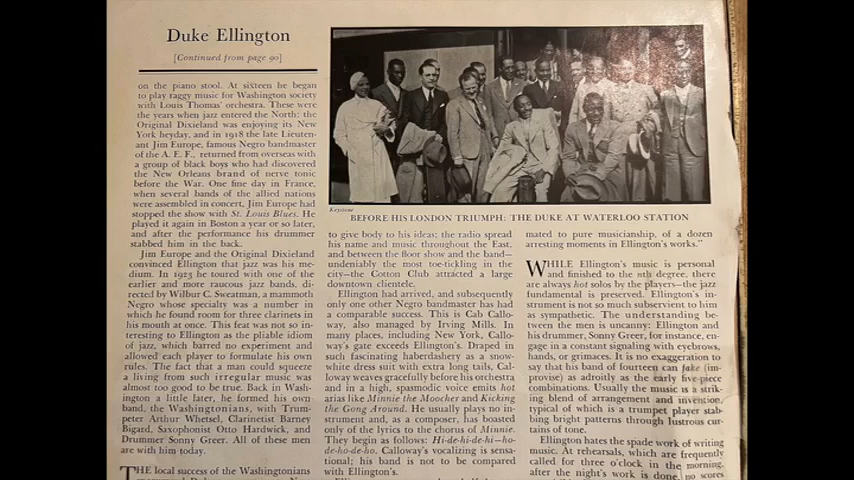 Duke Ellington
[Continued from page 90]
on the piano stool. At sixteen he began
to play raggy music for Washington society
with Louis Thomas' orchestra. These were
the years when jazz entered the North; the
Original Dixieland was enjoying its New
York heyday, and in 1918 the late Lieuten-
ant Jim Europe, famous Negro bandmaster
of the A. E. F., returned from overseas with
a group of black boys who had discovered
the New Orleans brand of nerve tonic
before the War. One fine day in France,
when several bands of the allied nations
were assembled in concert, Jim Europe had
stopped the show with St. Louis Blues. He
played it again in Boston a year or so later,
and after the performance his drummer
stabbed him in the back.
Jim Europe and the Original Dixieland
convinced Ellington that jazz was his me-
dium. In 1923 he toured with one of the
earlier and more raucous jazz bands, di-
rected by Wilbur C. Sweatman, a mammoth
Negro whose specialty was a number in
which he found room for three clarinets in
his mouth at once. This feat was not so in-
teresting to Ellington as the pliable idiom
of jazz, which barred no experiment and
allowed each player to formulate his own
rules. The fact that a man could squeeze
a living from such irregular music was
almost too good to be true. Back in Wash-
ington a little later, he formed his own
band, the Washingtonians, with Trum-
peter Arthur Whetsel, Clarinetist Barney
Bigard, Saxophonist Otto Hardwick, and
Drummer Sonny Greer. All of these men
are with him today.
THE local success of the Washingtonians
Keystone
BEFORE HIS LONDON TRIUMPH: THE DUKE AT WATERLOO STATION
to give body to his ideas; the radio spread
his name and music throughout the East,
and between the floor show and the band—
undeniably the most toe-tickling in the
city—the Cotton Club attracted a large
downtown clientele.
Ellington had arrived, and subsequently
only one other Negro bandmaster has had
a comparable success. This is Cab Callo-
way, also managed by Irving Mills. In
many places, including New York, Callo-
way's gate exceeds Ellington's. Draped in
such fascinating haberdashery as a snow-
white dress suit with extra long tails, Cal-
loway weaves gracefully before his orchestra
and in a high, spasmodic voice emits hot
arias like Minnie the Moocher and Kicking
the Gong Around. He usually plays no in-
strument and, as a composer, has boasted
only of the lyrics to the chorus of Minnie.
They begin as follows: Hi-de-hi-de-hi—ho-
de-ho-de-ho. Calloway's vocalizing is sensa-
tional; his band is not to be compared
with Ellington's.
mated to pure musicianship, of a dozen
arresting moments in Ellington's works."
WHILE Ellington's music is personal
and finished to the nth degree, there
are always hot solos by the players—the jazz
fundamental is preserved. Ellington's in-
strument is not so much subservient to him
as sympathetic. The understanding be-
tween the men is uncanny: Ellington and
his drummer, Sonny Greer, for instance, en-
gage in a constant signaling with eyebrows,
hands, or grimaces. It is no exaggeration to
say that his band of fourteen can fake (im-
provise) as adroitly as the early five-piece
combinations. Usually the music is a strik-
ing blend of arrangement and invention,
typical of which is a trumpet player stab-
bing bright patterns through lustrous cur-
tains of tone.
Ellington hates the spade work of writing
music. At rehearsals, which are frequently
called for three o'clock in the morning,
after the night's work is done, no scores